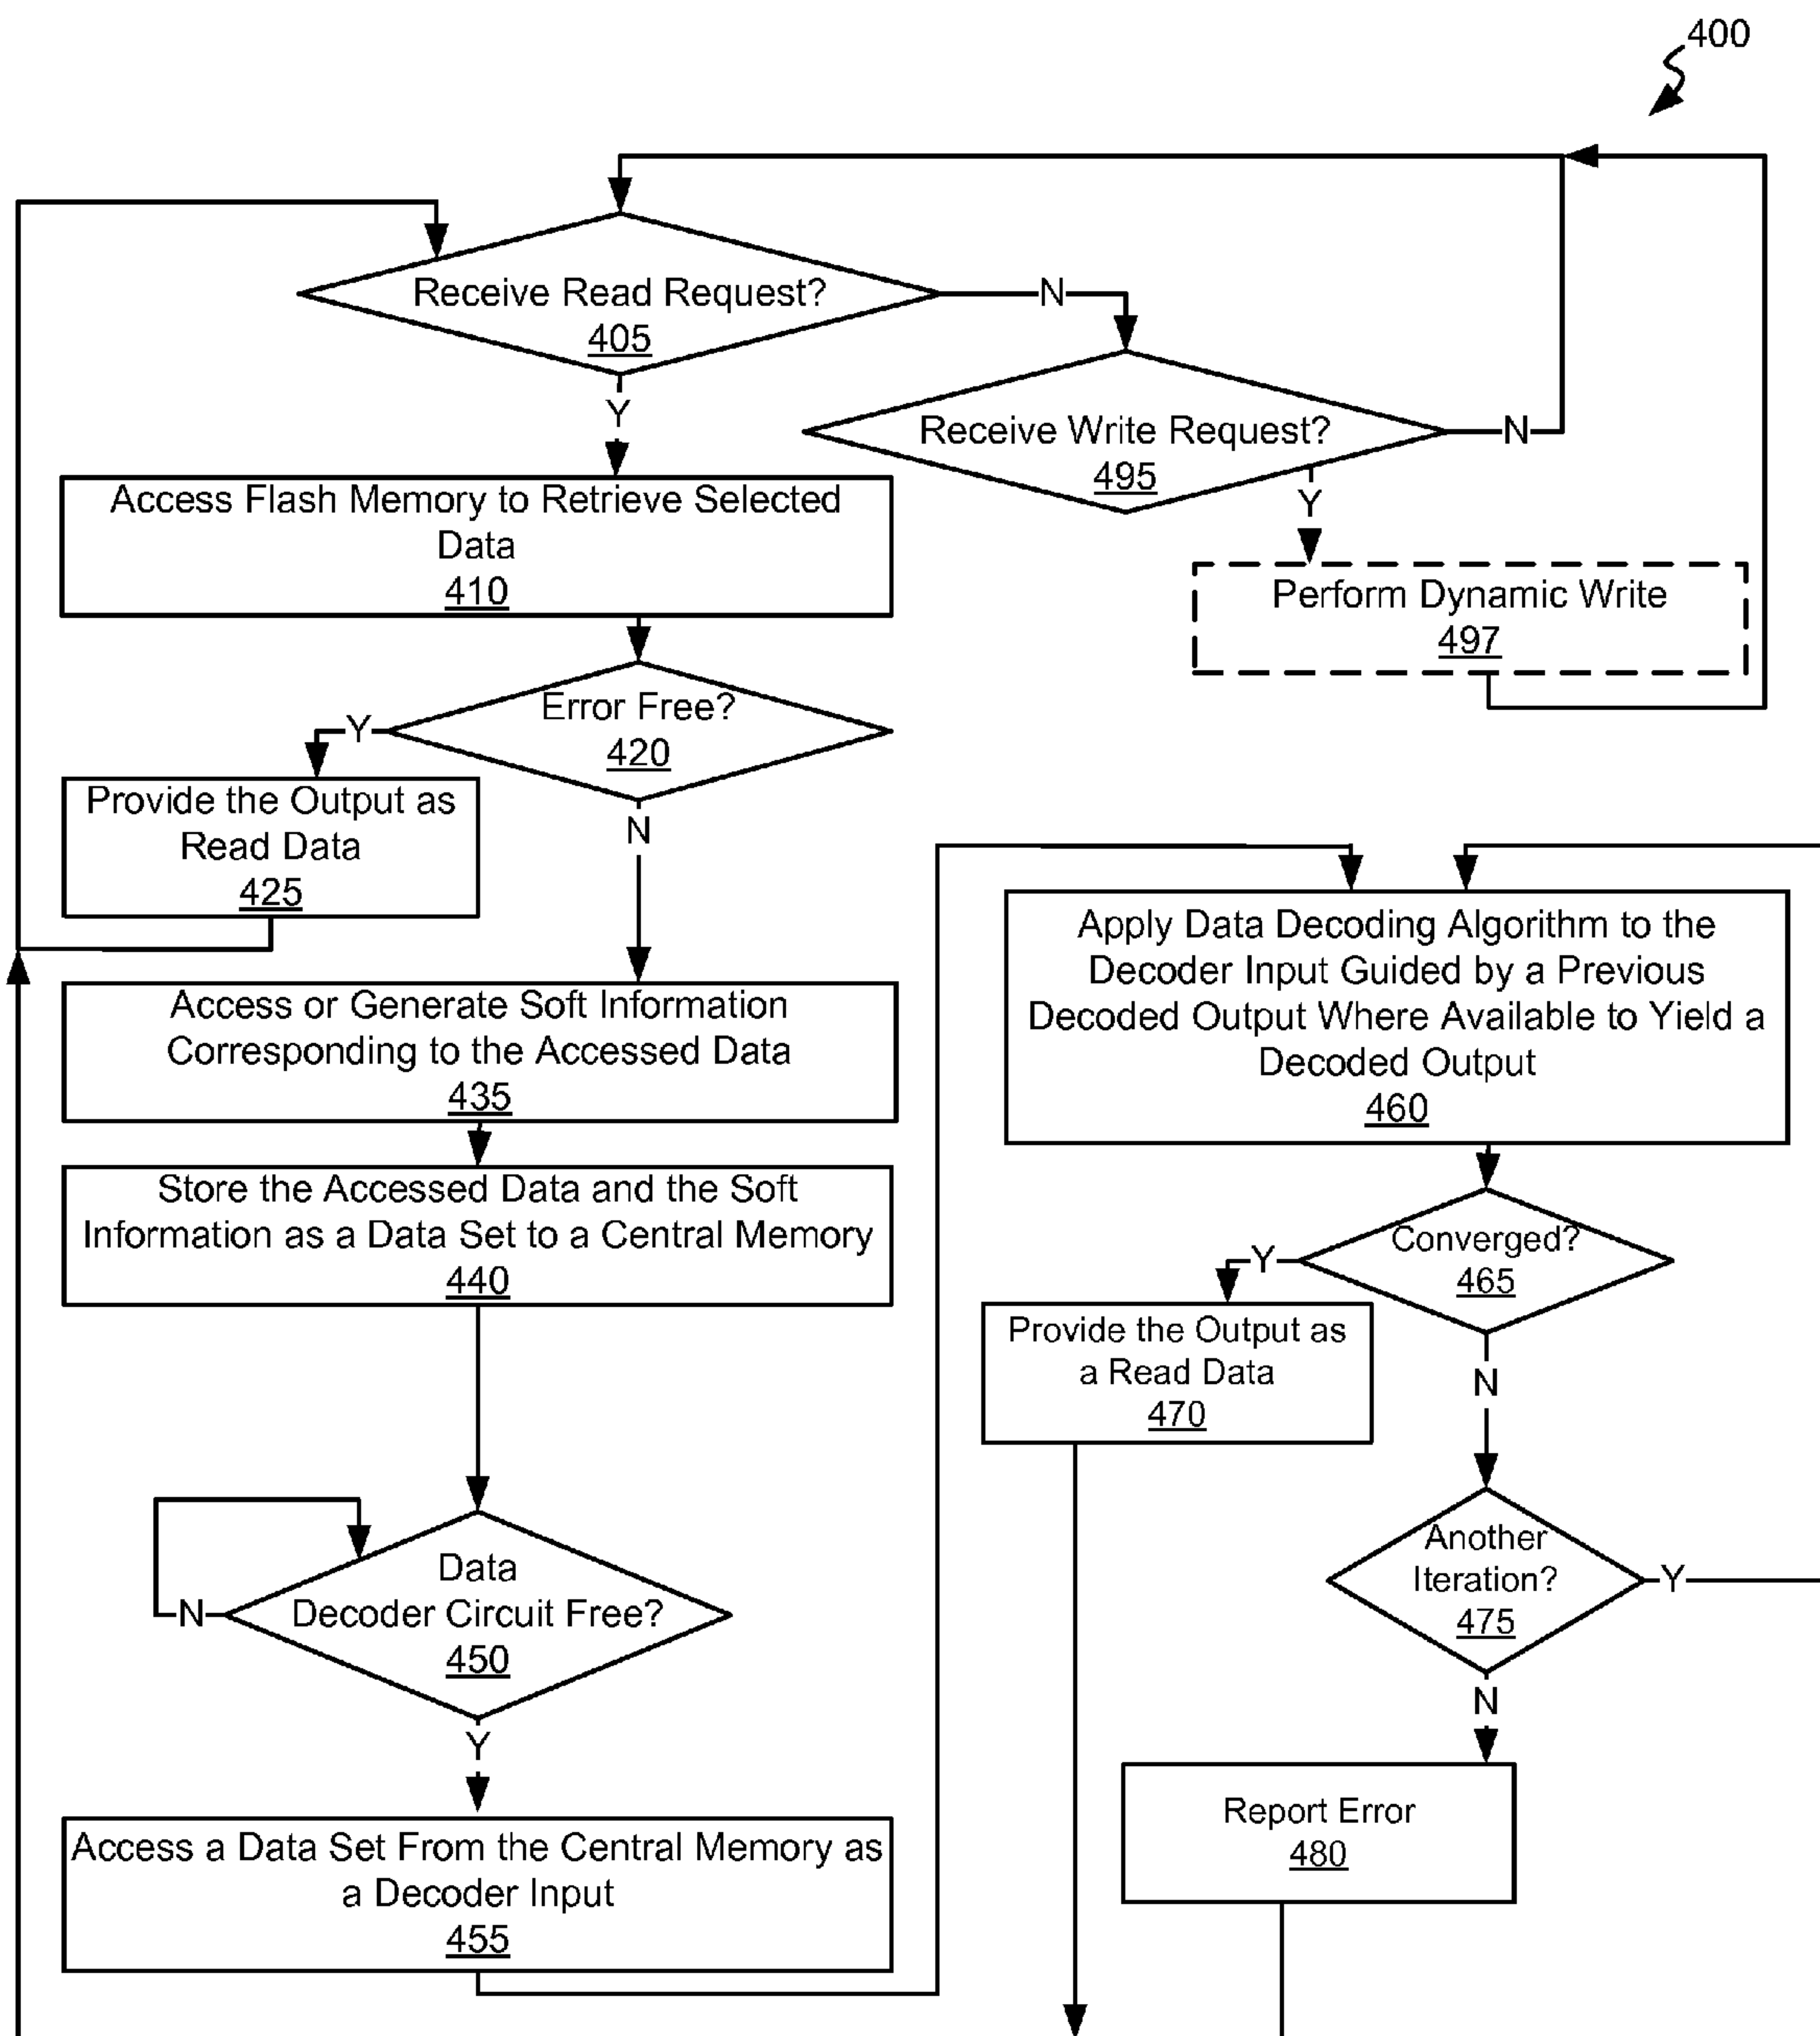 400
Receive Read Request?
405
N
Y
Receive Write Request?
495
N
Y
Access Flash Memory to Retrieve Selected
Data
410
Perform Dynamic Write
497
Error Free?
420
Y
N
Provide the Output as
Read Data
425
Access or Generate Soft Information
Corresponding to the Accessed Data
435
Store the Accessed Data and the Soft
Information as a Data Set to a Central Memory
440
Data
Decoder Circuit Free?
450
N
Y
Access a Data Set From the Central Memory as
a Decoder Input
455
Apply Data Decoding Algorithm to the
Decoder Input Guided by a Previous
Decoded Output Where Available to Yield a
Decoded Output
460
Converged?
465
Y
N
Provide the Output as
a Read Data
470
Another
Iteration?
475
Y
N
Report Error
480